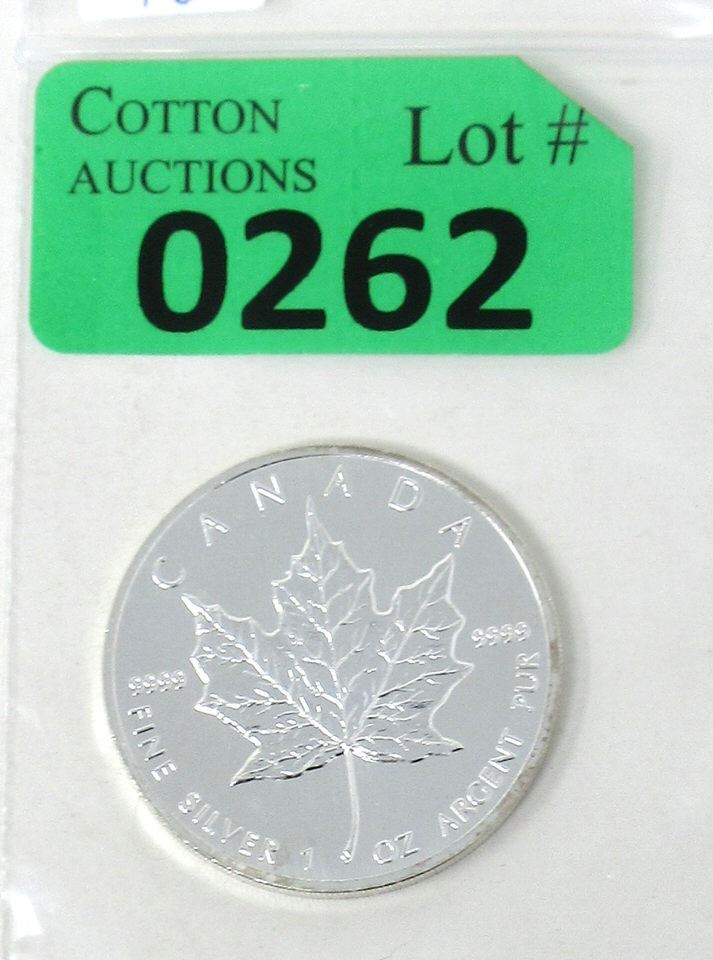 COTTON
AUCTIONS
Lot #
0262
CANADA
9999
9999
FINE SILVER 1 OZ ARGENT PUR